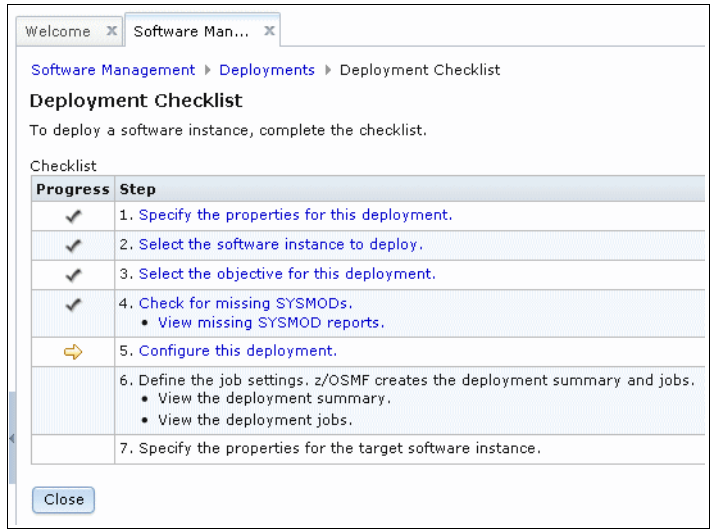 Welcome X Software Man... X
Software Management Deployments Deployment Checklist
Deployment Checklist
To deploy a software instance, complete the checklist.
Checklist
Progress Step
1. Specify the properties for this deployment.
2. Select the software instance to deploy.
3. Select the objective for this deployment.
4. Check for missing SYSMODs.
• View missing SYSMOD reports.
5. Configure this deployment.
6. Define the job settings. z/OSMF creates the deployment summary and jobs.
• View the deployment summary.
• View the deployment jobs.
7. Specify the properties for the target software instance.
Close